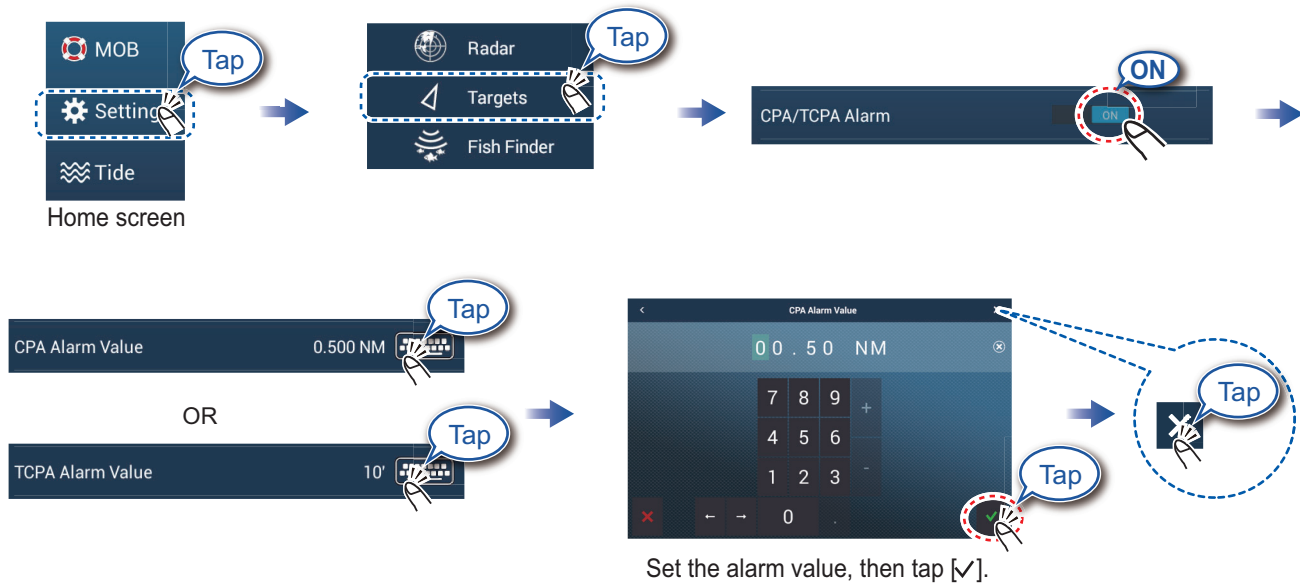 MOB
Tap
Setting
Tide
Home screen
Radar
Tap
Targets
Fish Finder
ON
CPA/TCPA Alarm
ON
CPA Alarm Value 0.500 NM
Tap
OR
TCPA Alarm Value 10'
Tap
CPA Alarm Value
00.50 NM
7 8 9 +
4 5 6
1 2 3 -
← → 0 .
Tap
Tap
Set the alarm value, then tap [✓].